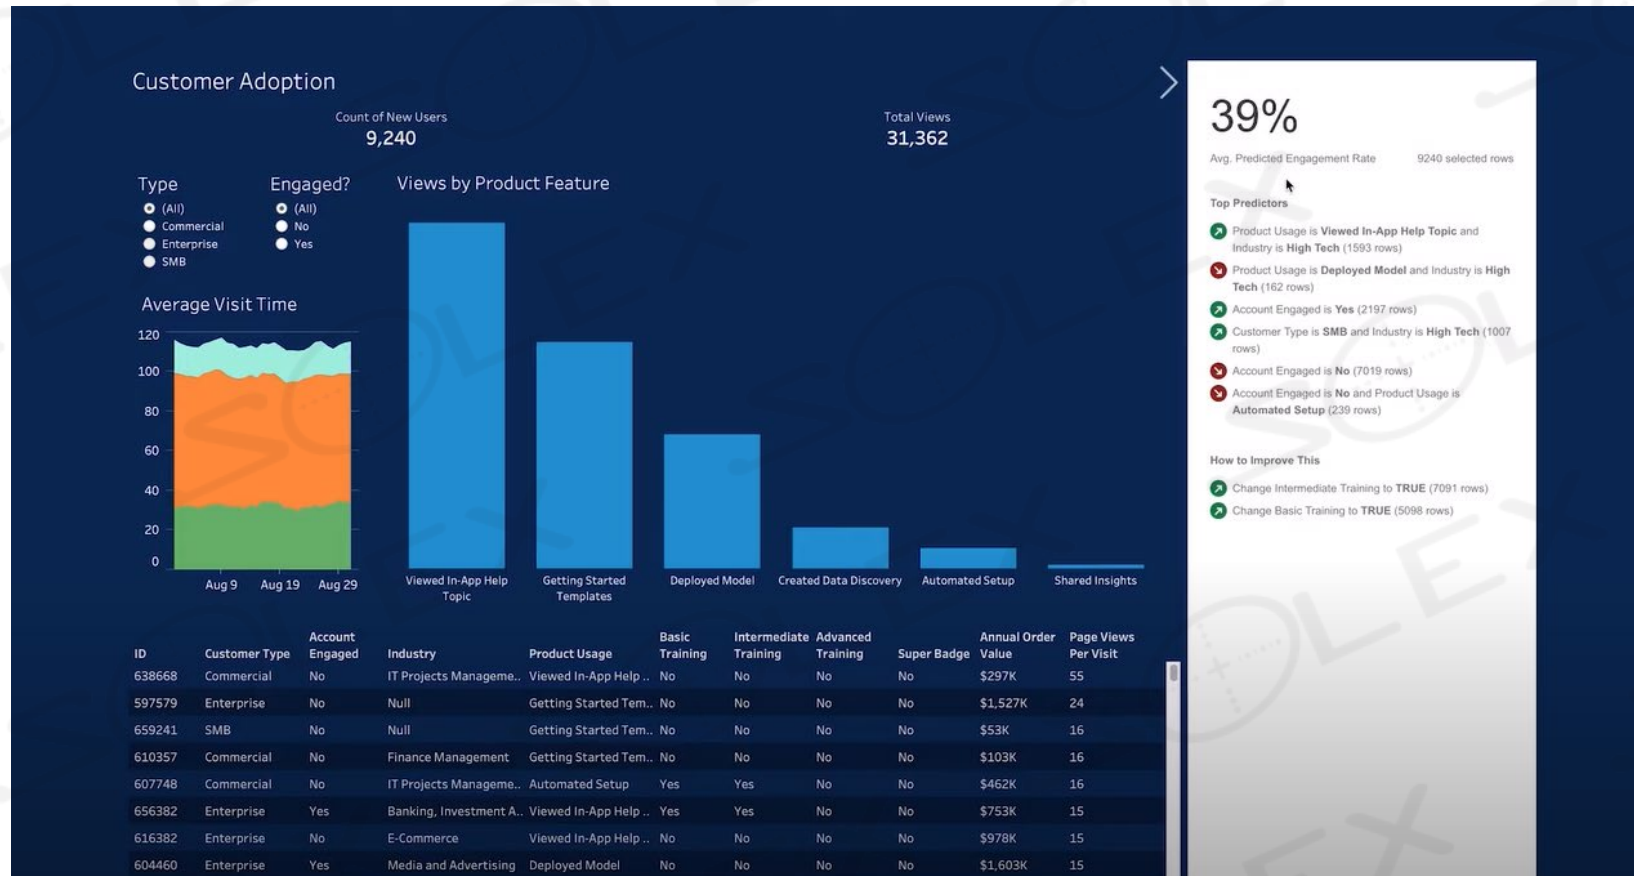 Customer Adoption
Count of New Users
9,240
Total Views
31,362
Type
(All)
Commercial
Enterprise
SMB
Engaged?
(All)
No
Yes
Average Visit Time
120
100
80
60
40
20
0
Aug 9 Aug 19 Aug 29
Views by Product Feature
Viewed In-App Help
Topic
Getting Started
Templates
Deployed Model
Created Data Discovery
Automated Setup
Shared Insights
39%
Avg. Predicted Engagement Rate 9240 selected rows
Top Predictors
Product Usage is Viewed In-App Help Topic and
Industry is High Tech (1593 rows)
Product Usage is Deployed Model and Industry is High
Tech (162 rows)
Account Engaged is Yes (2197 rows)
Customer Type is SMB and Industry is High Tech (1007
rows)
Account Engaged is No (7019 rows)
Account Engaged is No and Product Usage is
Automated Setup (239 rows)
How to Improve This
Change Intermediate Training to TRUE (7091 rows)
Change Basic Training to TRUE (5098 rows)
ID Customer Type Account Engaged Industry Product Usage Basic Training Intermediate Training Advanced Training Super Badge Annual Order Value Page Views Per Visit
638668 Commercial No IT Projects Manageme.. Viewed In-App Help .. No No No No $297K 55
597579 Enterprise No Null Getting Started Tem.. No No No No $1,527K 24
659241 SMB No Null Getting Started Tem.. No No No No $53K 16
610357 Commercial No Finance Management Getting Started Tem.. No No No No $103K 16
607748 Commercial No IT Projects Manageme.. Automated Setup Yes Yes No No $462K 16
656382 Enterprise Yes Banking, Investment A.. Viewed In-App Help .. Yes Yes No No $753K 15
616382 Enterprise No E-Commerce Viewed In-App Help .. No No No No $978K 15
604460 Enterprise Yes Media and Advertising Deployed Model No No No No $1,603K 15
SOLEX
SOLEX
SOLEX